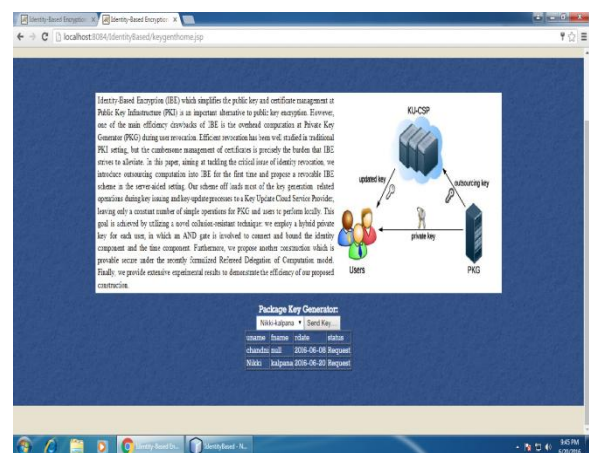 Identity-Based Encryption
Identity-Based Encryption
localhost:8084/IdentityBased/keygenthome.jsp
Identity-Based Encryption (IBE) which simplifies the public key and certificate management at
Public Key Infrastructure (PKI) is an important alternative to public key encryption. However,
one of the main efficiency drawbacks of IBE is the overhead computation at Private Key
Generator (PKG) during user revocation. Efficient revocation has been well studied in traditional
PKI setting, but the cumbersome management of certificates is precisely the burden that IBE
strives to alleviate. In this paper, aiming at tackling the critical issue of identity revocation, we
introduce outsourcing computation into IBE for the first time and propose a revocable IBE
scheme in the server-aided setting. Our scheme off loads most of the key generation related
operations during key issuing and key-update processes to a Key Update Cloud Service Provider,
leaving only a constant number of simple operations for PKG and users to perform locally. This
goal is achieved by utilizing a novel collusion-resistant technique: we employ a hybrid private
key for each user, in which an AND gate is involved to connect and bound the identity
component and the time component. Furthermore, we propose another construction which is
provable secure under the recently formalized Refereed Delegation of Computation model.
Finally, we provide extensive experimental results to demonstrate the efficiency of our proposed
construction.
KU-CSP
updated key
outsourcing key
private key
Users
PKG
Package Key Generator:
Nikki-kalpana Send Key...
uname fname rdate status
chandni null 2016-06-08 Request
Nikki kalpana 2016-06-20 Request
Identity-Based En...
IdentityBased - N...
9:45 PM
6/20/2016